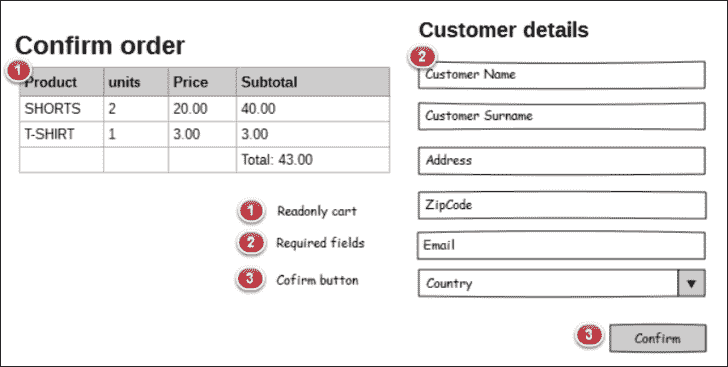 Confirm order
1
Product units Price Subtotal
SHORTS 2 20.00 40.00
T-SHIRT 1 3.00 3.00
Total: 43.00
1 Readonly cart
2 Required fields
3 Cofirm button
Customer details
2
Customer Name
Customer Surname
Address
ZipCode
Email
Country
3 Confirm